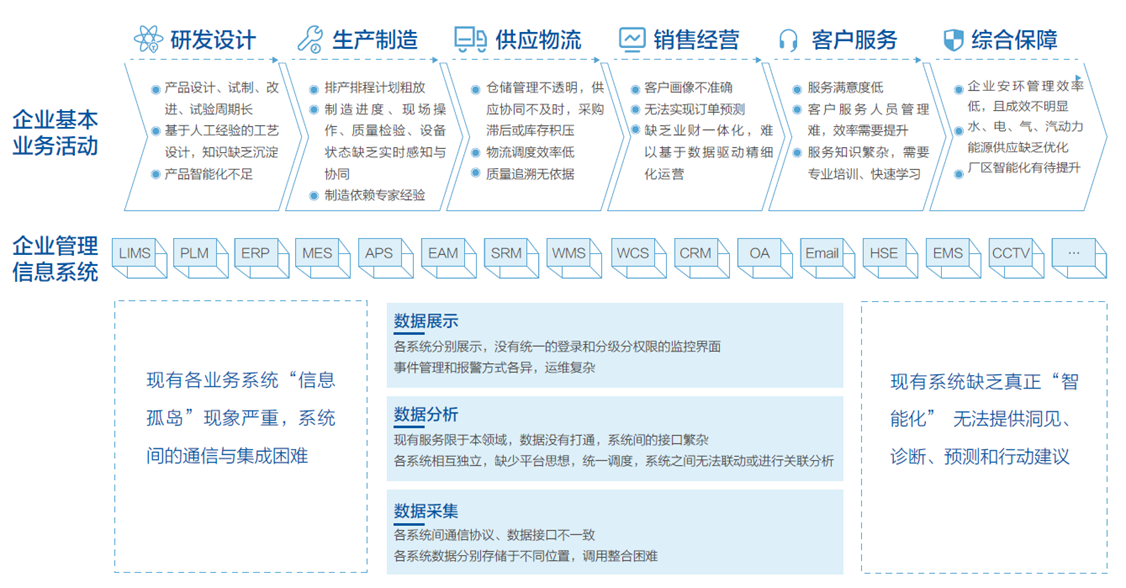 研发设计
生产制造
供应物流
销售经营
客户服务
综合保障
企业基本
业务活动
产品设计、试制、改
进、试验周期长
基于人工经验的工艺
设计，知识缺乏沉淀
产品智能化不足
排产排程计划粗放
制造进度、现场操
作、质量检验、设备
状态缺乏实时感知与
协同
制造依赖专家经验
仓储管理不透明，供
应协同不及时，采购
滞后或库存积压
物流调度效率低
质量追溯无依据
客户画像不准确
无法实现订单预测
缺乏业财一体化，难
以基于数据驱动精细
化运营
服务满意度低
客户服务人员管理
难，效率需要提升
服务知识繁杂，需要
专业培训、快速学习
企业安环管理效率
低，且成效不明显
水、电、气、汽动力
能源供应缺乏优化
厂区智能化有待提升
企业管理
信息系统
LIMS
PLM
ERP
MES
APS
EAM
SRM
WMS
WCS
CRM
OA
Email
HSE
EMS
CCTV
...
现有各业务系统“信息
孤岛”现象严重，系统
间的通信与集成困难
数据展示
各系统分别展示，没有统一的登录和分级分权限的监控界面
事件管理和报警方式各异，运维复杂
数据分析
现有服务限于本领域，数据没有打通，系统间的接口繁杂
各系统相互独立，缺少平台思想，统一调度，系统之间无法联动或进行关联分析
数据采集
各系统间通信协议、数据接口不一致
各系统数据分别存储于不同位置，调用整合困难
现有系统缺乏真正“智
能化” 无法提供洞见、
诊断、预测和行动建议